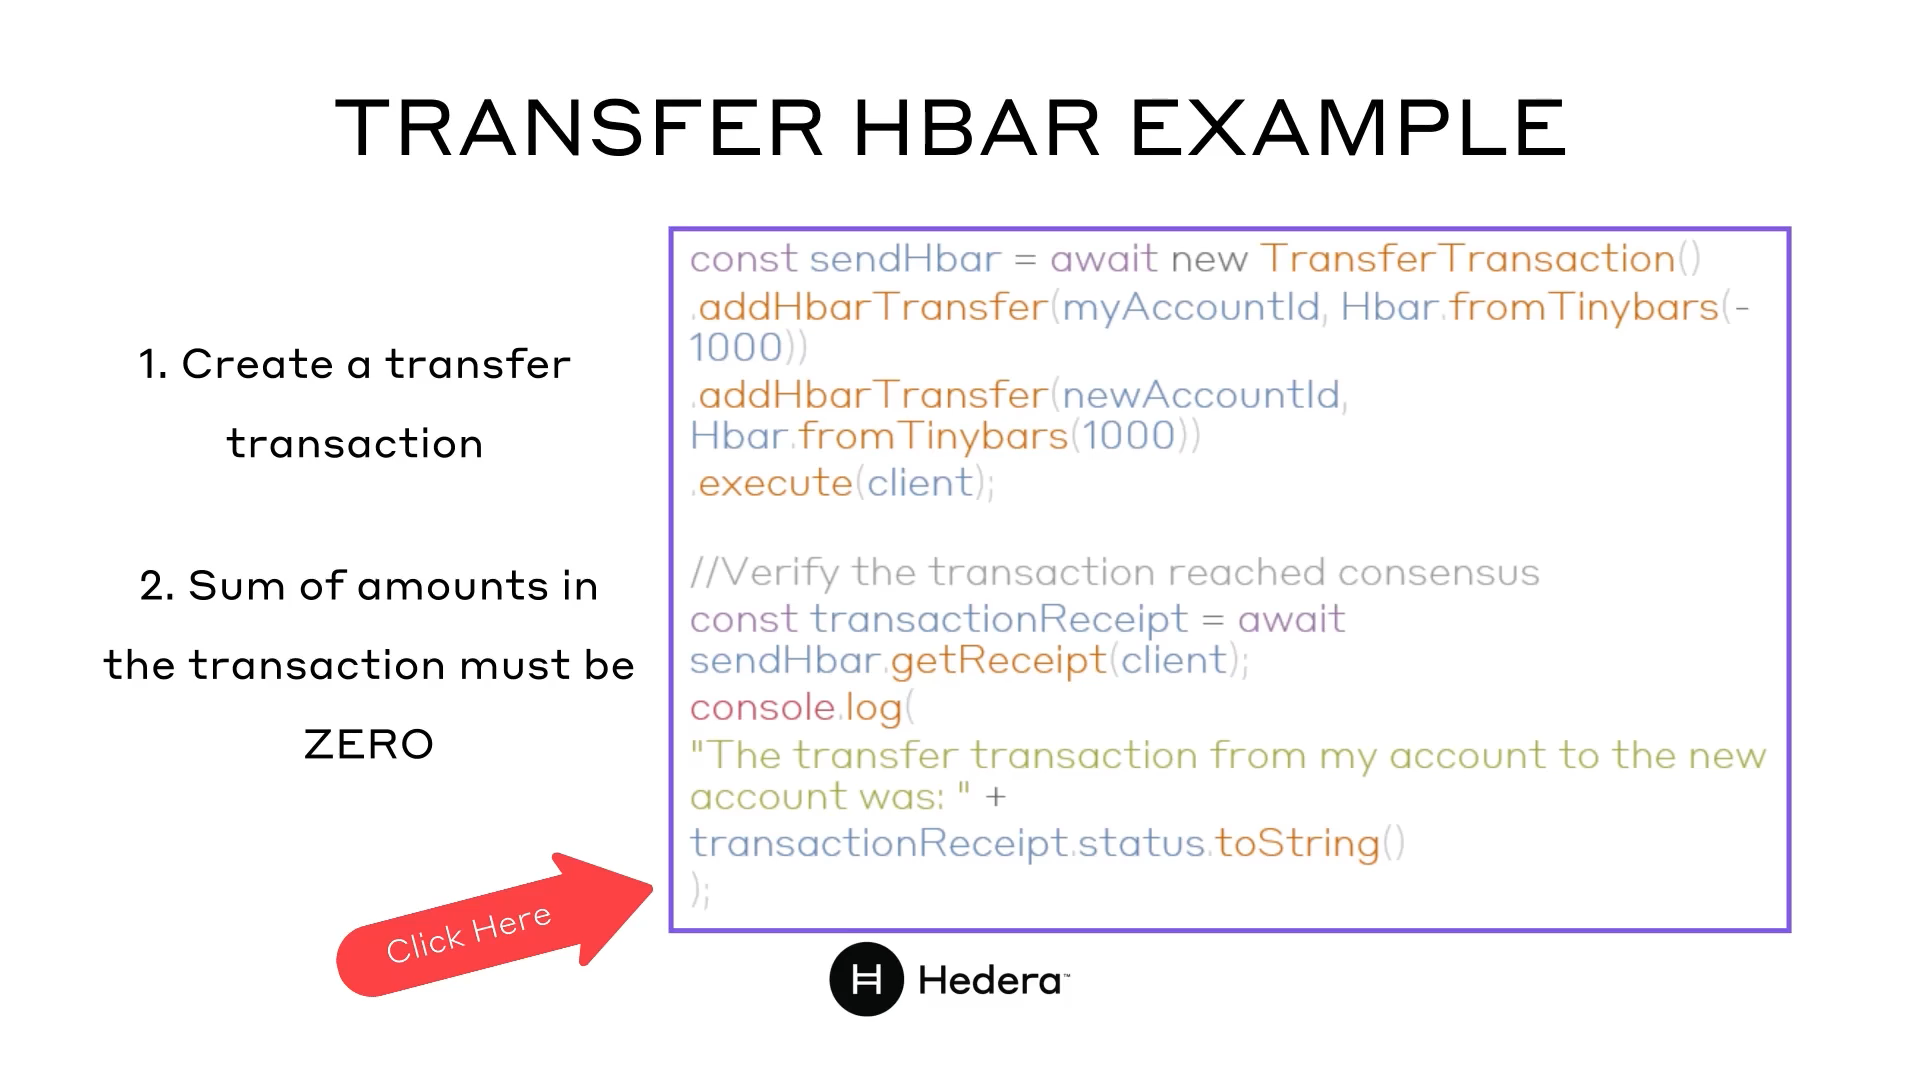 TRANSFER HBAR EXAMPLE
1. Create a transfer
transaction
2. Sum of amounts in
the transaction must be
ZERO
const sendHbar = await new TransferTransaction()
.addHbarTransfer(myAccountId, Hbar.fromTinybars(-
1000))
.addHbarTransfer(newAccountId,
Hbar.fromTinybars(1000))
.execute(client);
//Verify the transaction reached consensus
const transactionReceipt = await
sendHbar.getReceipt(client);
console.log(
"The transfer transaction from my account to the new
account was: " +
transactionReceipt.status.toString()
);
Click Here
H Hedera™